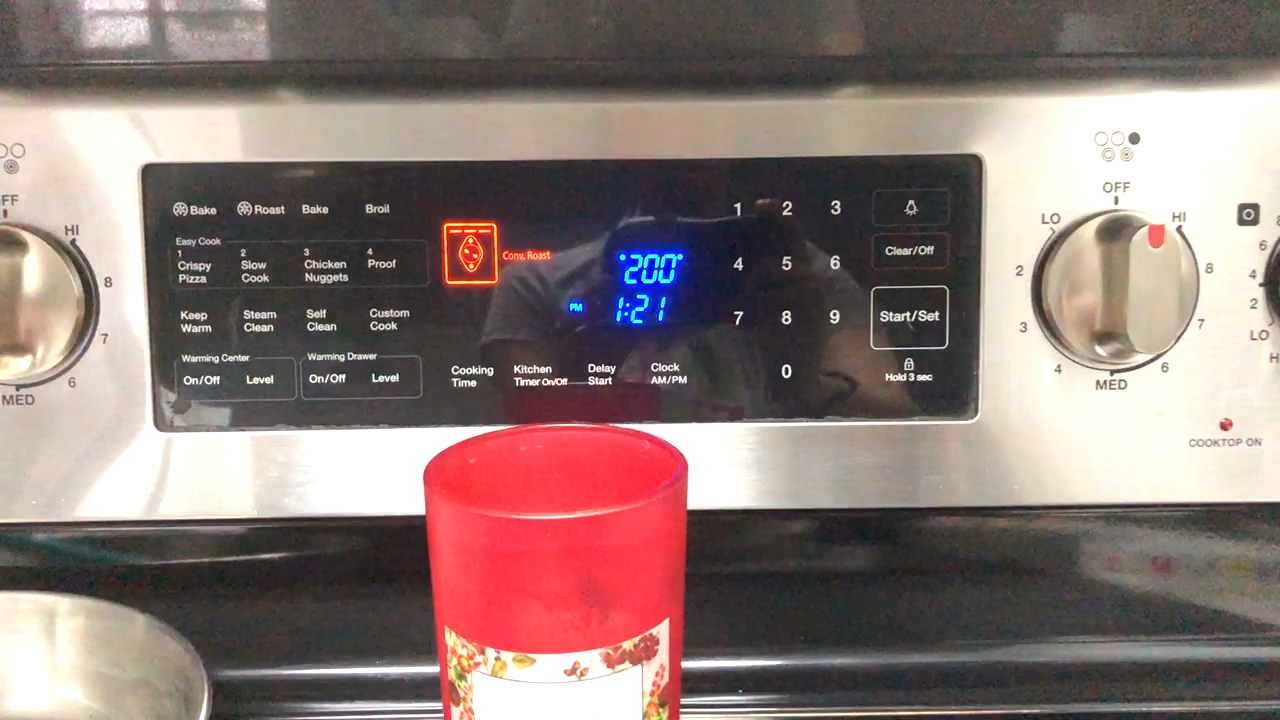 OFF
HI
8
7
6
MED
Bake
Roast
Bake
Broil
Easy Cook
1
Crispy
Pizza
2
Slow
Cook
3
Chicken
Nuggets
4
Proof
Keep
Warm
Steam
Clean
Self
Clean
Custom
Cook
Warming Center
On/Off
Level
Warming Drawer
On/Off
Level
Conv. Roast
200°
PM
1:21
Cooking
Time
Kitchen
Timer On/Off
Delay
Start
Clock
AM/PM
1 2 3
4 5 6
7 8 9
0
Clear/Off
Start/Set
Hold 3 sec
OFF
LO
HI
2
8
3
7
4
6
MED
6
4
2
LO
H
COOKTOP ON